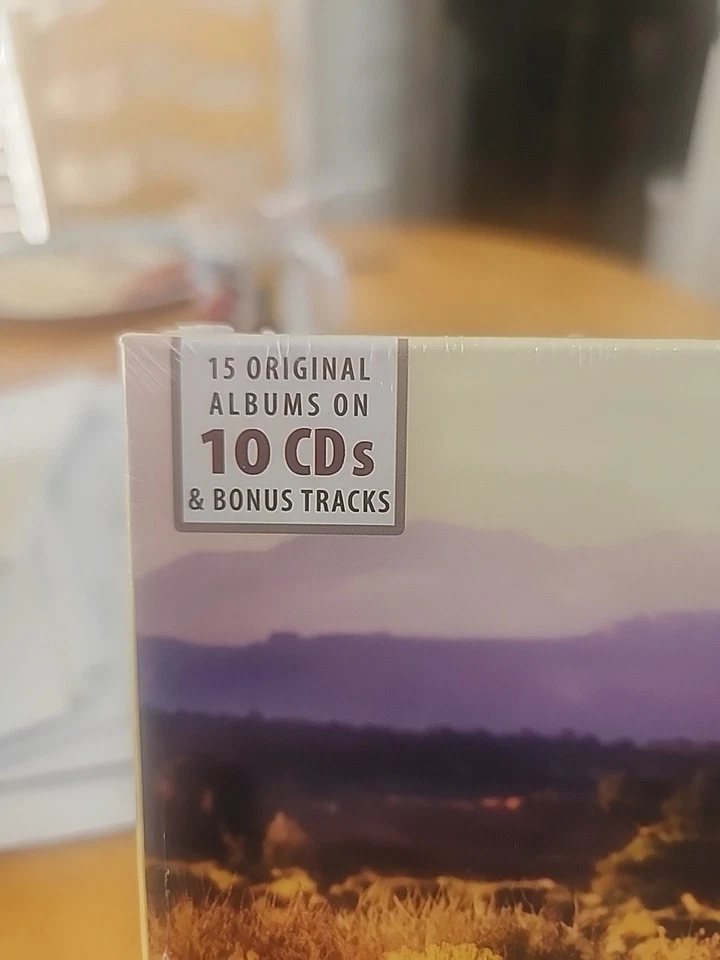 15 ORIGINAL
ALBUMS ON
10 CDs
& BONUS TRACKS